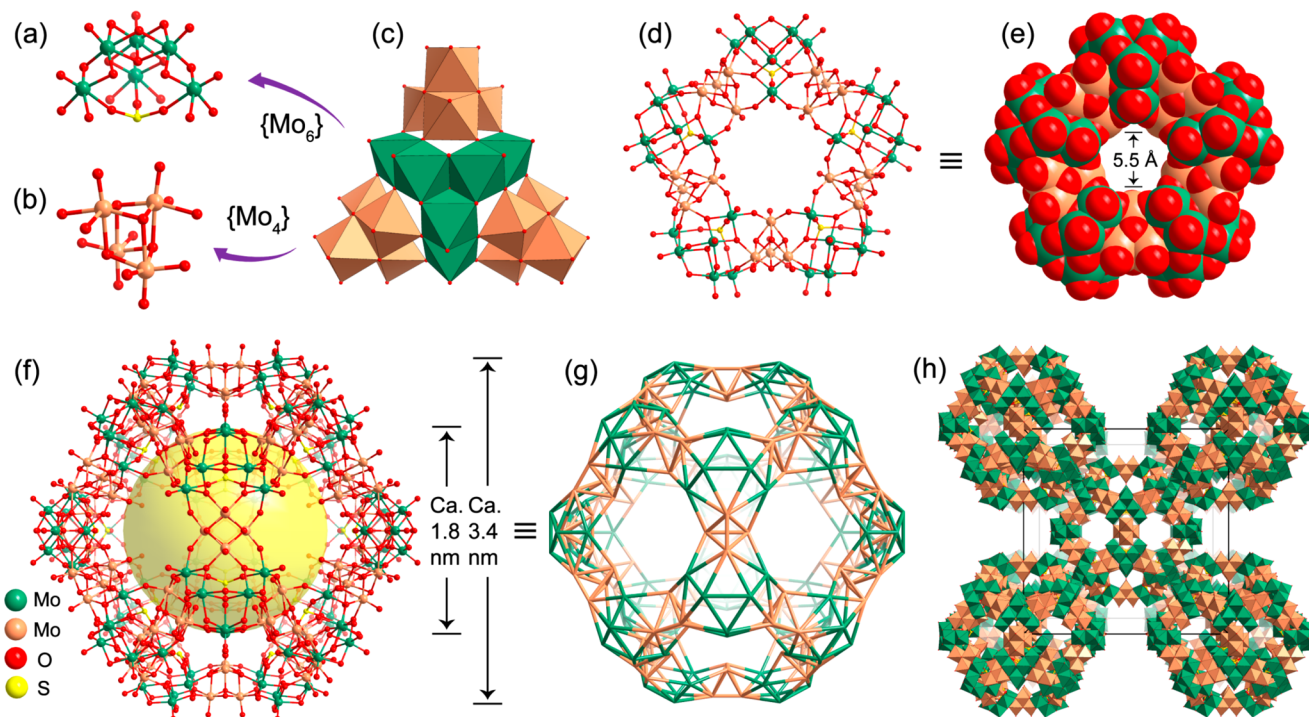 (a)
{Mo6}
(b)
{Mo4}
(c)
(d)
≡
(e)
5.5 Å
(f)
Ca.
1.8
nm
Ca.
3.4
nm
≡
(g)
(h)
Mo
Mo
O
S